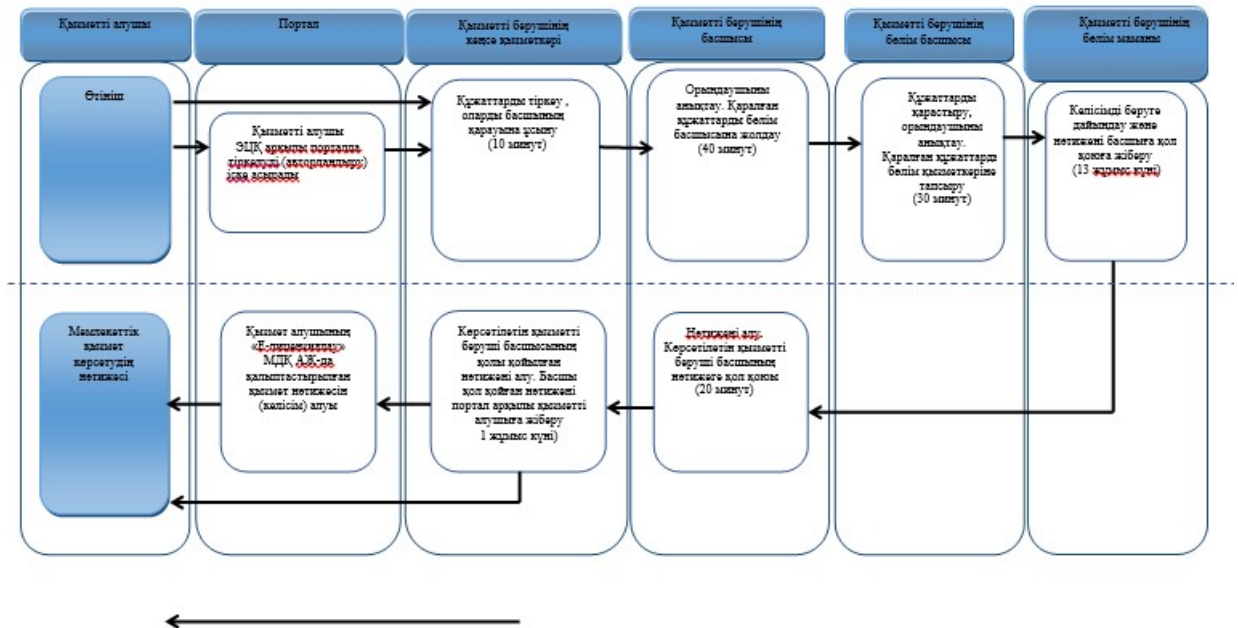 Қызметті алушы
Портал
Қызметті берушінің
кеңсе қызметкері
Қызметті берушінің
басшысы
Қызметті берушінің
бөлім басшысы
Қызметті берушінің
бөлім маманы
Өтініш
Қызметті алушы
ЭЦҚ арқылы порталда
тіркелуді (авторландыру)
іске асырады
Құжаттарды тіркеу ,
оларды басшының
қарауына ұсыну
(10 минут)
Орындаушыны
анықтау. Қаралған
құжаттарды бөлім
басшысына жолдау
(40 минут)
Құжаттарды
қарастыру,
орындаушыны
анықтау.
Қаралған құжаттарды
бөлім қызметкеріне
тапсыру
(30 минут)
Келісімді беруге
дайындау және
нәтижені басшыға қол
қоюға жіберу
(13 жұмыс күні)
Мемлекеттік
қызмет
көрсетудің
нәтижесі
Қызмет алушының
«Е-лицензиялау»
МДҚ АЖ-да
қалыптастырылған
қызмет нәтижесін
(келісім) алуы
Көрсетілетін қызметті
беруші басшысының
қолы қойылған
нәтижені алу. Басшы
қол қойған нәтижені
портал арқылы қызметті
алушыға жіберу
1 жұмыс күні)
Нәтижені алу.
Көрсетілетін қызметті
беруші басшының
нәтижеге қол қоюы
(20 минут)